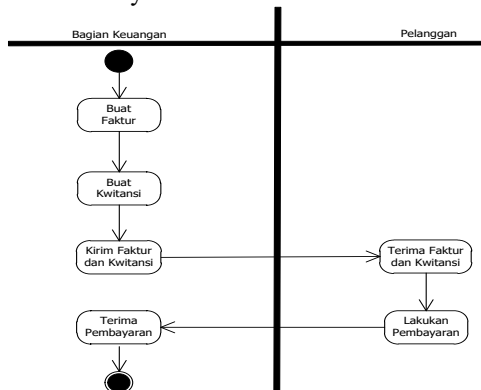 Bagian Keuangan
Pelanggan
Buat
Faktur
Buat
Kwitansi
Kirim Faktur
dan Kwitansi
Terima Faktur
dan Kwitansi
Lakukan
Pembayaran
Terima
Pembayaran